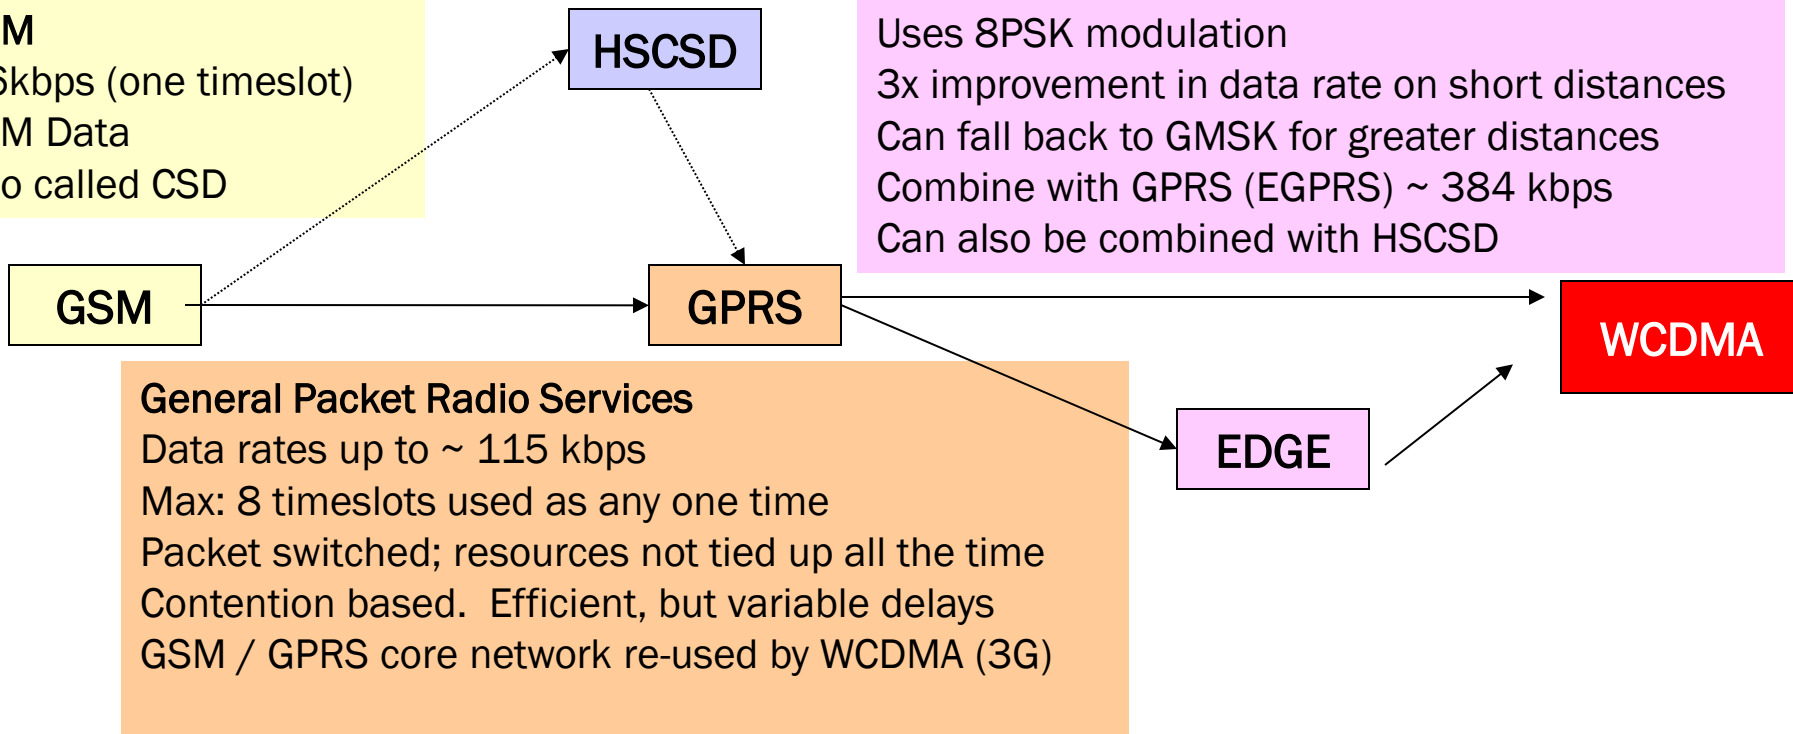 M
6kbps (one timeslot)
M Data
o called CSD
HSCSD
Uses 8PSK modulation
3x improvement in data rate on short distances
Can fall back to GMSK for greater distances
Combine with GPRS (EGPRS) ~ 384 kbps
Can also be combined with HSCSD
GSM
GPRS
WCDMA
General Packet Radio Services
Data rates up to ~ 115 kbps
Max: 8 timeslots used as any one time
Packet switched; resources not tied up all the time
Contention based. Efficient, but variable delays
GSM / GPRS core network re-used by WCDMA (3G)
EDGE